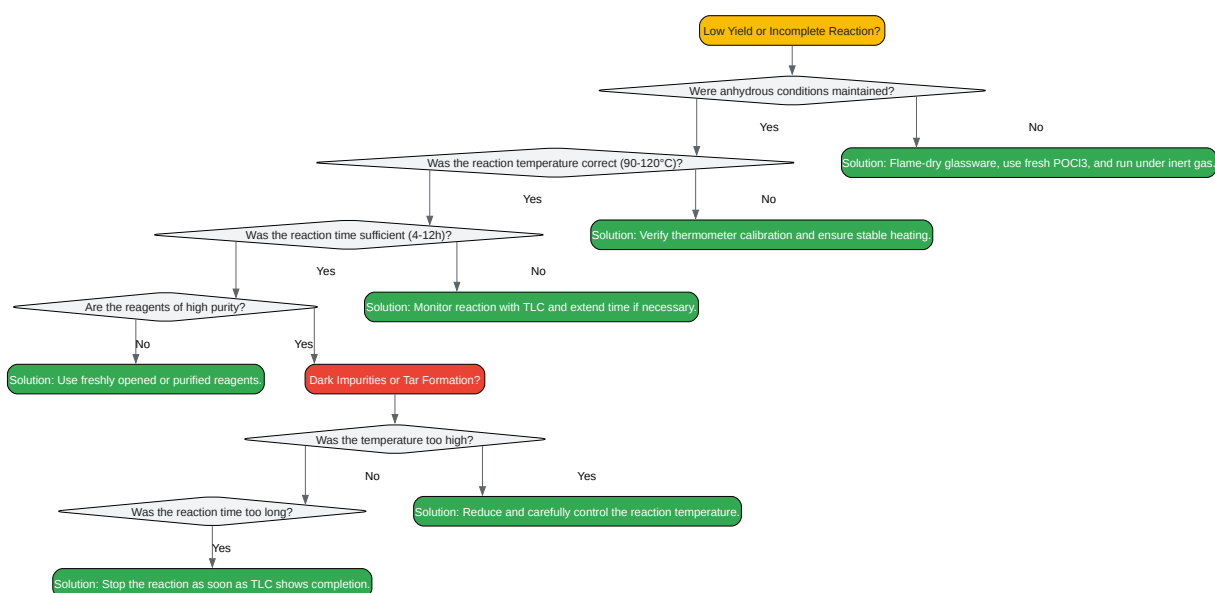 Low Yield or Incomplete Reaction?
Were anhydrous conditions maintained?
Yes
No
Was the reaction temperature correct (90-120°C)?
Solution: Flame-dry glassware, use fresh POCl3, and run under inert gas.
Yes
No
Was the reaction time sufficient (4-12h)?
Solution: Verify thermometer calibration and ensure stable heating.
Yes
No
Are the reagents of high purity?
Solution: Monitor reaction with TLC and extend time if necessary.
No
Yes
Solution: Use freshly opened or purified reagents.
Dark Impurities or Tar Formation?
Was the temperature too high?
No
Yes
Was the reaction time too long?
Solution: Reduce and carefully control the reaction temperature.
Yes
Solution: Stop the reaction as soon as TLC shows completion.